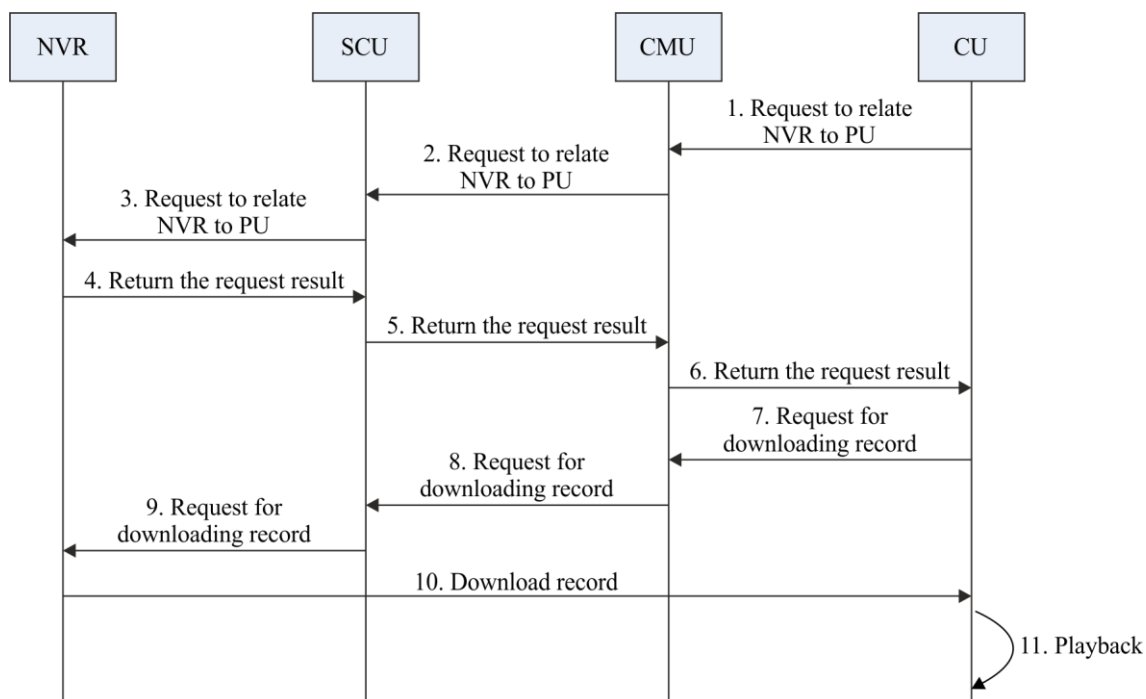 NVR
SCU
CMU
CU
1. Request to relate
NVR to PU
2. Request to relate
NVR to PU
3. Request to relate
NVR to PU
4. Return the request result
5. Return the request result
6. Return the request result
7. Request for
downloading record
8. Request for
downloading record
9. Request for
downloading record
10. Download record
11. Playback